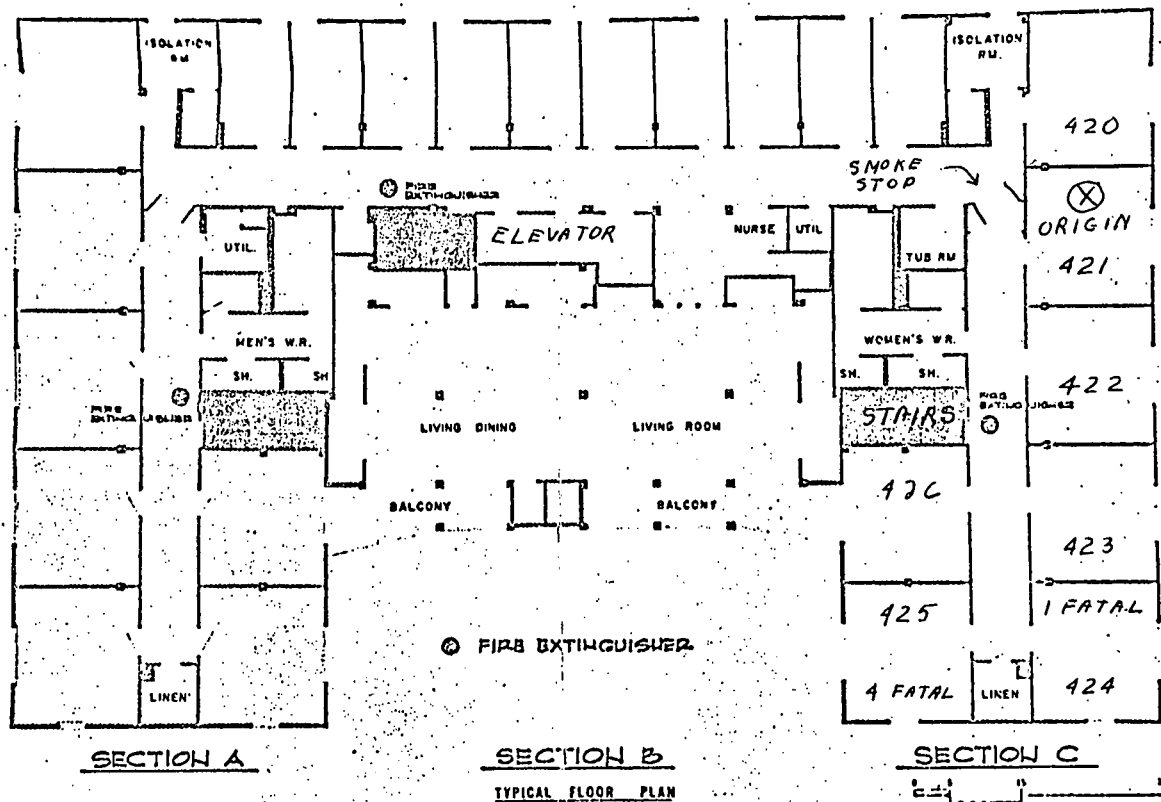 ISOLATION
RM.
ISOLATION
RM.
420
SMOKE
STOP
FIRE
EXTINGUISHER
ORIGIN
UTIL.
ELEVATOR
NURSE
UTIL
TUB RM
421
MEN'S W.R.
WOMEN'S W.R.
SH.
SH
SH.
SH.
422
FIRE
EXTINGUISHER
STAIRS
FIRE
EXTINGUISHER
LIVING DINING
LIVING ROOM
426
BALCONY
BALCONY
423
425
1 FATAL
FIRE EXTINGUISHER
LINEN
4 FATAL
LINEN
424
SECTION A
SECTION B
SECTION C
TYPICAL FLOOR PLAN